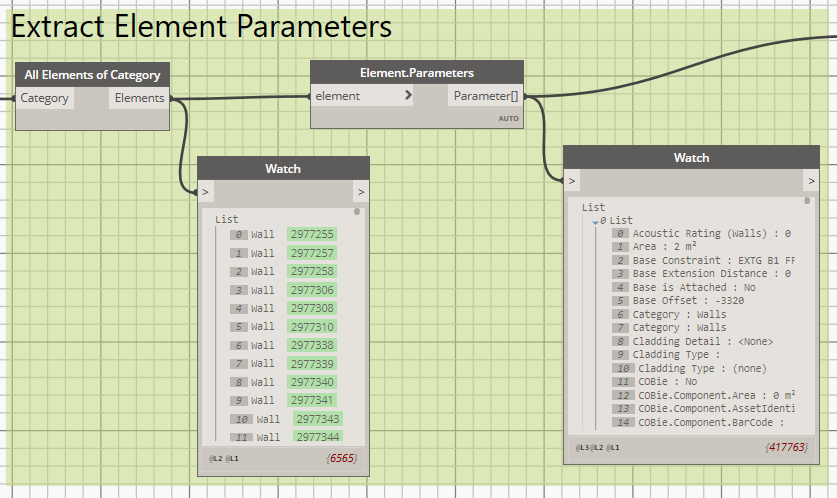 Extract Element Parameters
All Elements of Category
Category Elements
Element.Parameters
element > Parameter[]
AUTO
Watch
> >
List
0 Wall 2977255
1 Wall 2977257
2 Wall 2977258
3 Wall 2977306
4 Wall 2977308
5 Wall 2977310
6 Wall 2977338
7 Wall 2977339
8 Wall 2977340
9 Wall 2977341
10 Wall 2977343
11 Wall 2977344
@L2 @L1 {6565}
Watch
> >
List
0 List
0 Acoustic Rating (Walls) : 0
1 Area : 2 m²
2 Base Constraint : EXTG B1 FF
3 Base Extension Distance : 0
4 Base is Attached : No
5 Base Offset : -3320
6 Category : Walls
7 Category : Walls
8 Cladding Detail : <None>
9 Cladding Type :
10 Cladding Type : (none)
11 COBie : No
12 COBie.Component.Area : 0 m²
13 COBie.Component.AssetIdenti
14 COBie.Component.BarCode :
@L3 @L2 @L1 {417763}